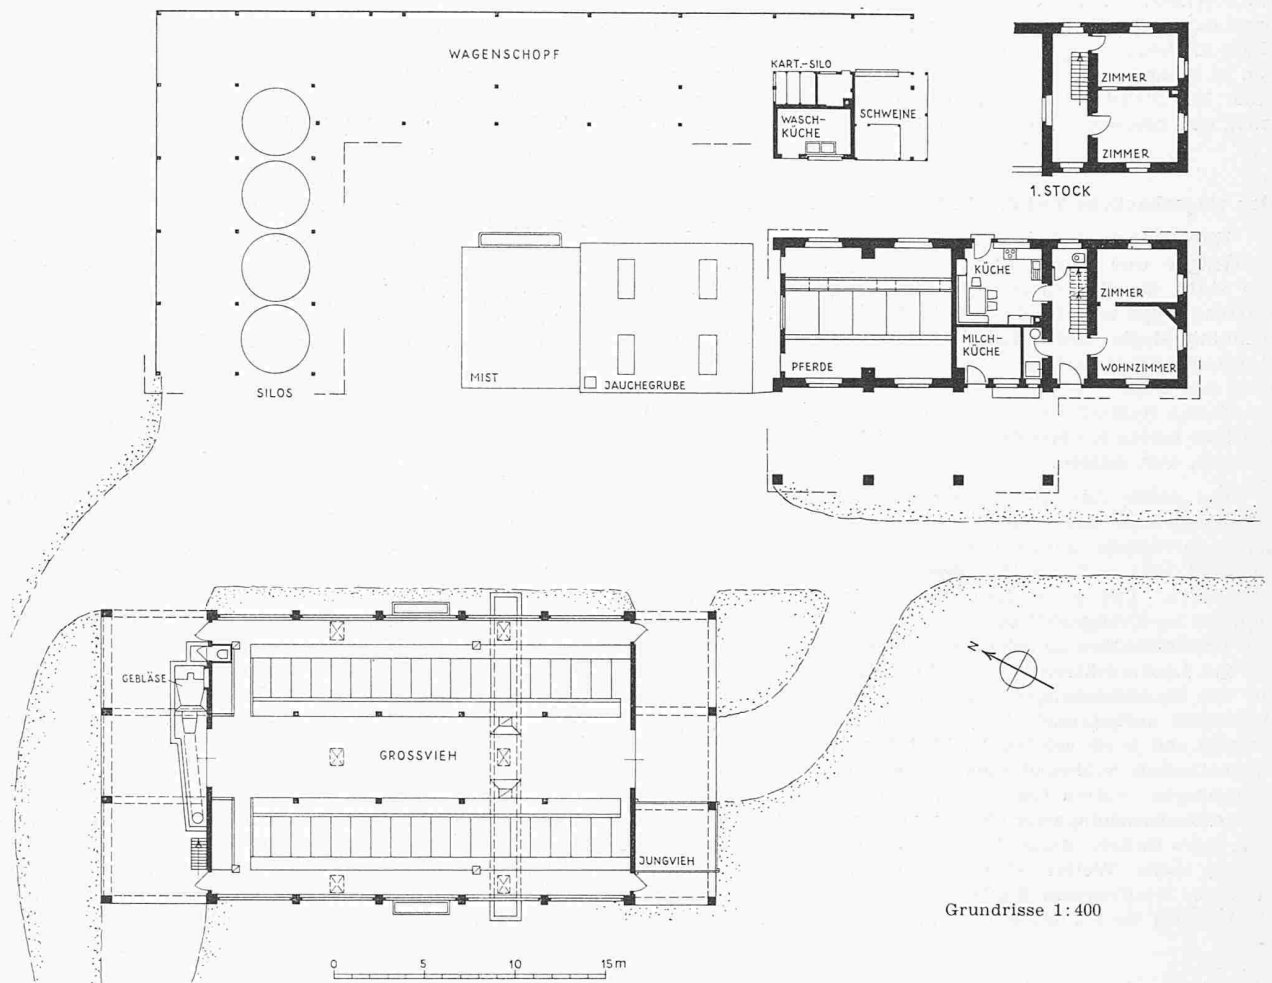 WAGENSCHOPF
KART.-SILO
WASCH-
KÜCHE
SCHWEINE
ZIMMER
ZIMMER
1. STOCK
SILOS
MIST
JAUCHEGRUBE
PFERDE
KÜCHE
MILCH-
KÜCHE
ZIMMER
WOHNZIMMER
GEBLÄSE
GROSSVIEH
JUNGVIEH
N
Grundrisse 1:400
0 5 10 15 m